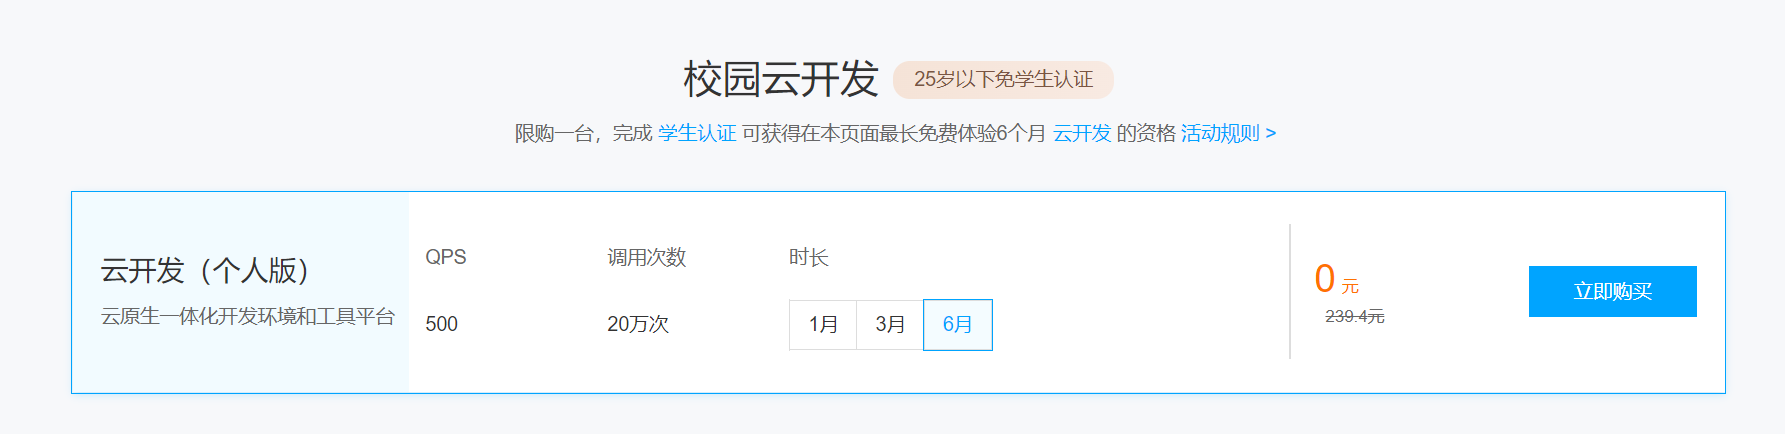 校园云开发 25岁以下免学生认证
限购一台，完成 学生认证 可获得在本页面最长免费体验6个月 云开发 的资格 活动规则 >
云开发（个人版）
云原生一体化开发环境和工具平台
QPS 调用次数 时长
500 20万次 1月 3月 6月
0 元
239.4元
立即购买